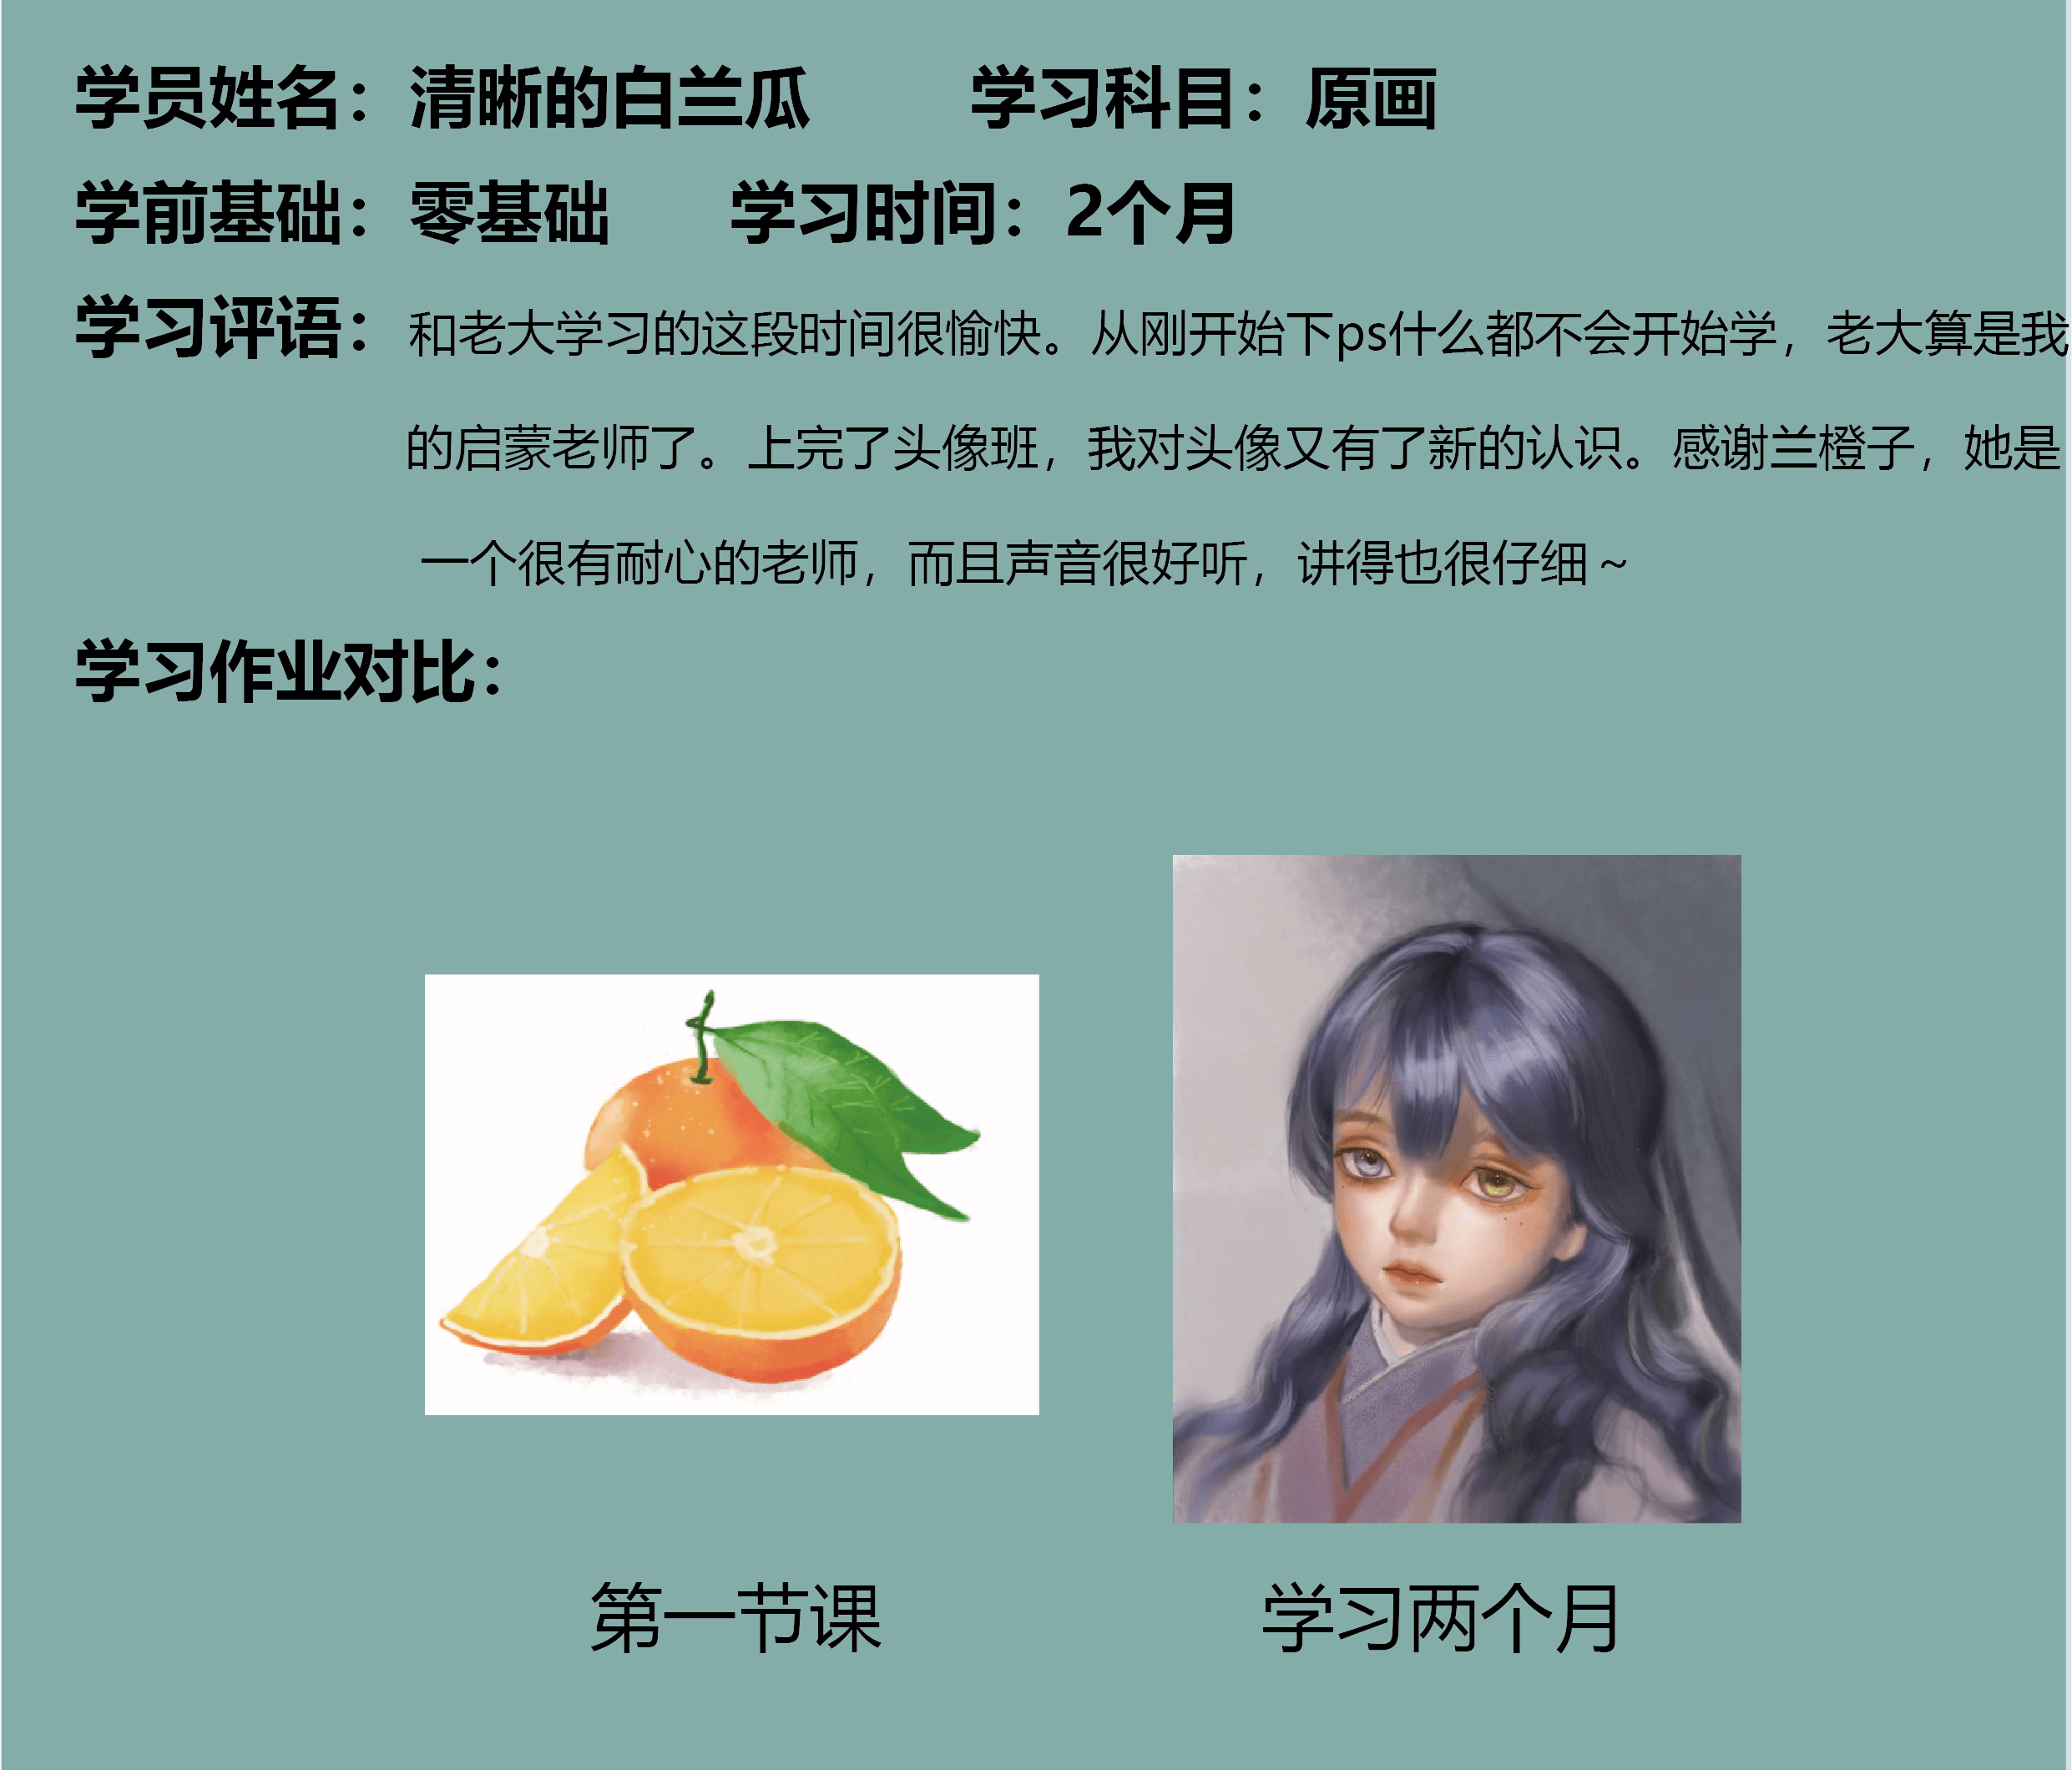 学员姓名：清晰的白兰瓜 学习科目：原画
学前基础：零基础 学习时间：2个月
学习评语：和老大学习的这段时间很愉快。从刚开始下ps什么都不会开始学，老大算是我
的启蒙老师了。上完了头像班，我对头像又有了新的认识。感谢兰橙子，她是
一个很有耐心的老师，而且声音很好听，讲得也很仔细～
学习作业对比：
第一节课 学习两个月